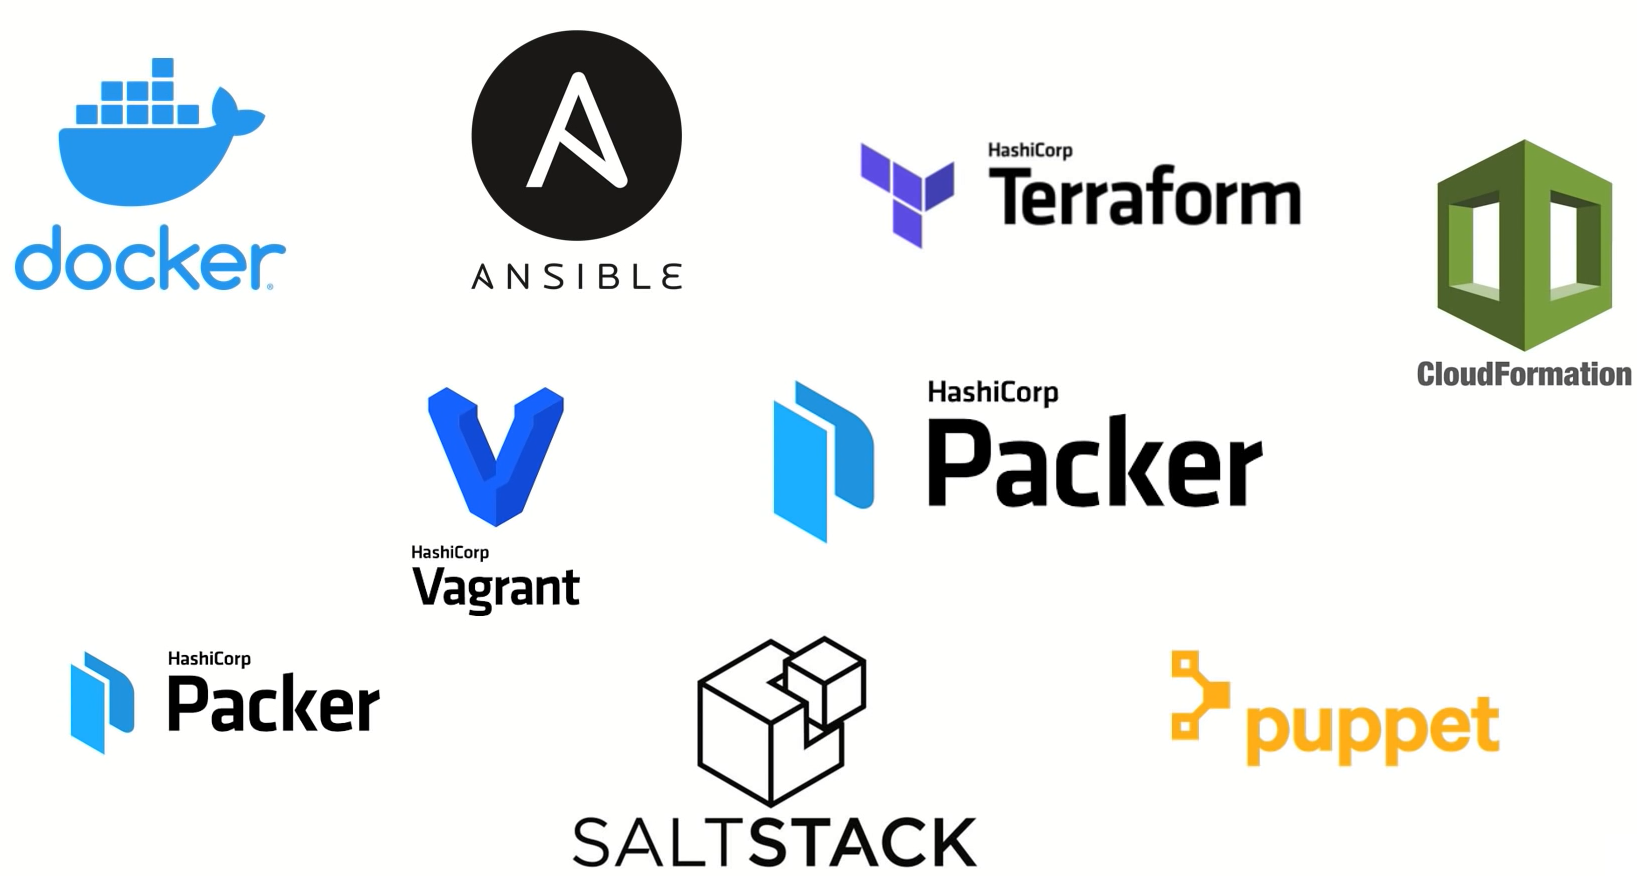 docker®
ANSIBLE
HashiCorp
Terraform
CloudFormation
HashiCorp
Vagrant
HashiCorp
Packer
HashiCorp
Packer
SALTSTACK
puppet